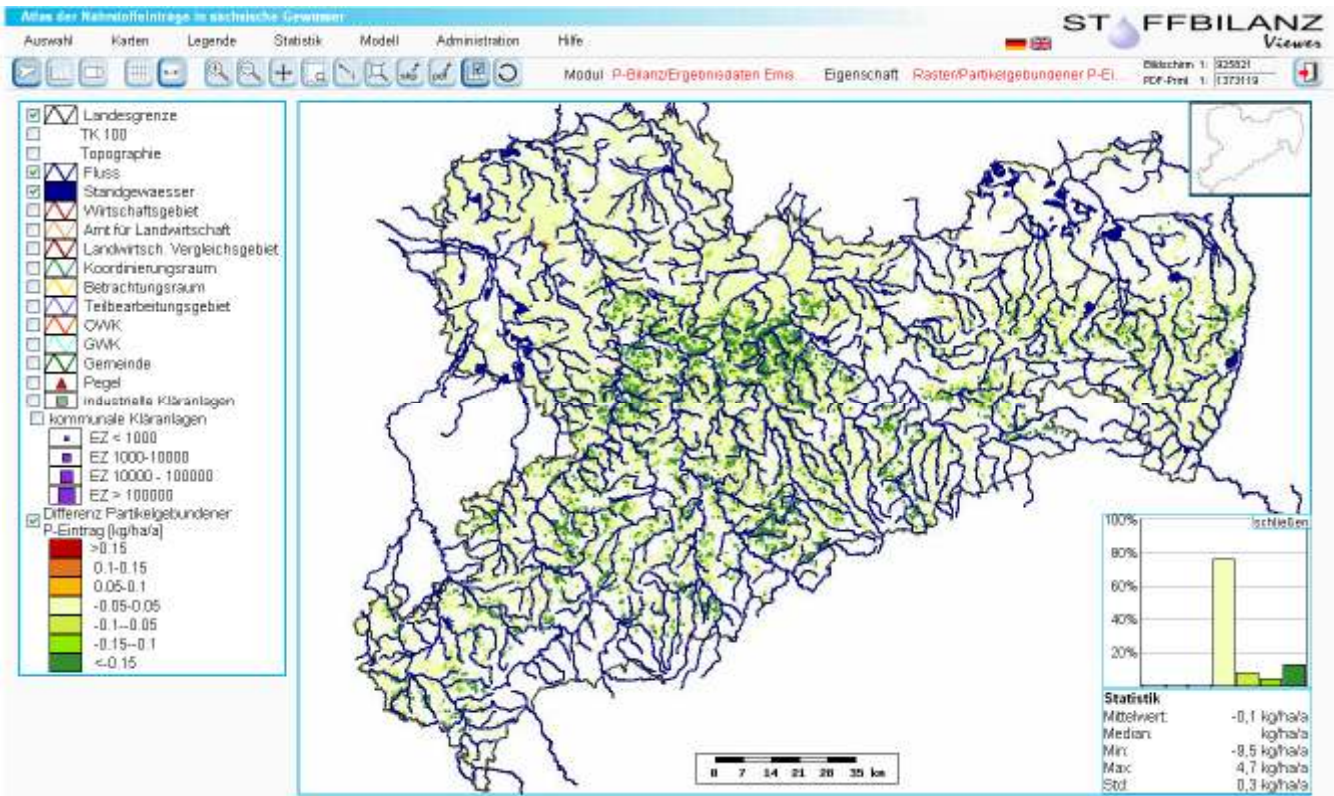 Atlas der Nährstoffeinträge in sächsische Gewässer
Auswahl Karten Legende Statistik Modell Administration Hilfe
STOFFBILANZ
Viewer
Modul P-Bilanz/Ergebnisdaten Emis... Eigenschaft Raster/Partikelgebundener P-Ei...
Bildschirm 1: 925821
PDF-Print 1: 1373119
Landesgrenze
TK 100
Topographie
Fluss
Standgewaesser
Wirtschaftsgebiet
Amt für Landwirtschaft
Landwirtsch. Vergleichsgebiet
Koordinierungsraum
Betrachtungsraum
Teilbearbeitungsgebiet
OWK
GWK
Gemeinde
Pegel
industrielle Kläranlagen
kommunale Kläranlagen
EZ < 1000
EZ 1000-10000
EZ 10000 - 100000
EZ > 100000
Differenz Partikelgebundener
P-Eintrag [kg/ha/a]
>0.15
0.1-0.15
0.05-0.1
-0.05-0.05
-0.1--0.05
-0.15--0.1
<-0.15
0 7 14 21 28 35 km
schließen
100%
80%
60%
40%
20%
Statistik
Mittelwert: -0,1 kg/ha/a
Median: kg/ha/a
Min: -9,5 kg/ha/a
Max: 4,7 kg/ha/a
Std: 0,3 kg/ha/a